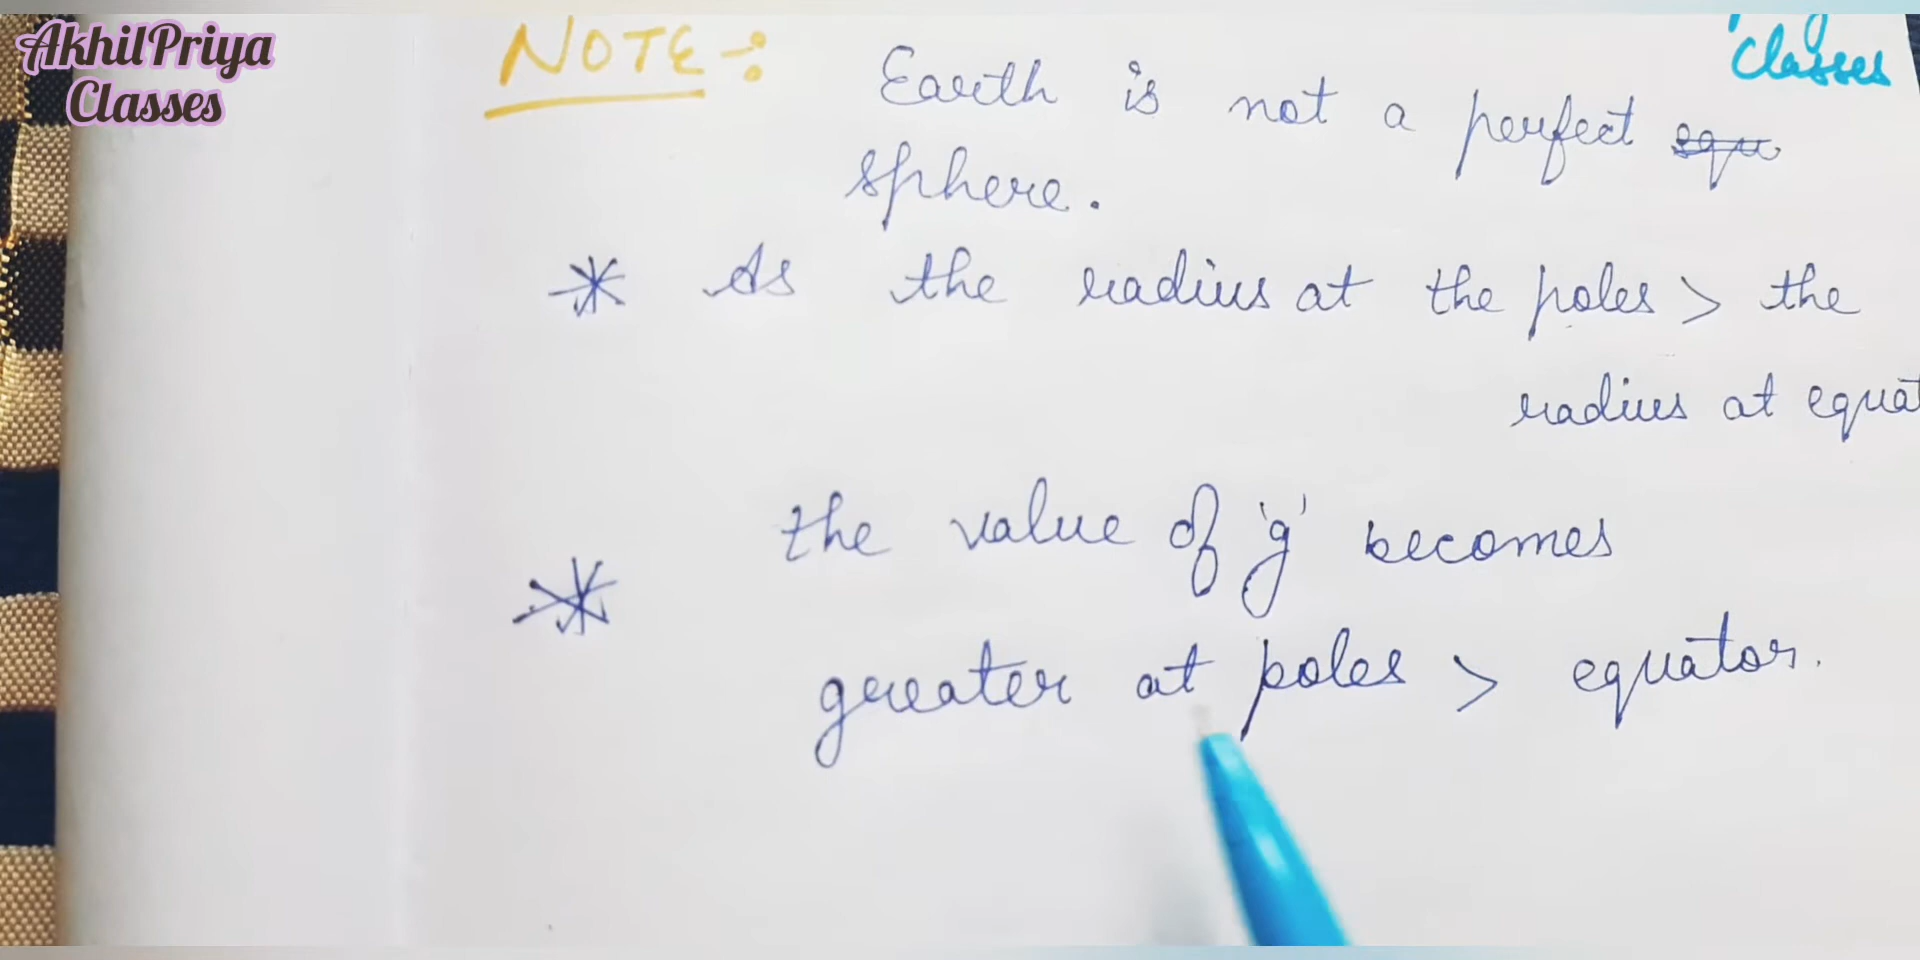 AkhilPriya
Classes
Classes
NOTE :-
Earth is not a perfect
sphere.
* As the radius at the poles > the
radius at equat
* the value of 'g' becomes
greater at poles > equator.